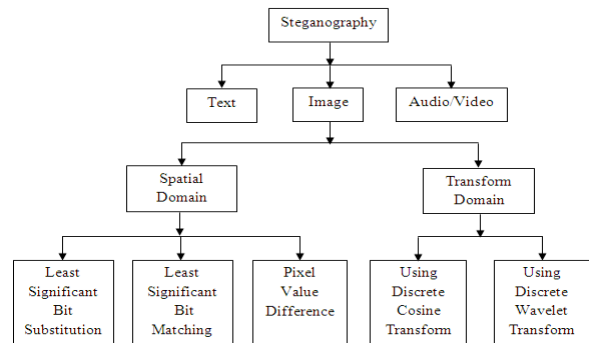 Steganography
Text
Image
Audio/Video
Spatial
Domain
Transform
Domain
Least
Significant
Bit
Substitution
Least
Significant
Bit
Matching
Pixel
Value
Difference
Using
Discrete
Cosine
Transform
Using
Discrete
Wavelet
Transform